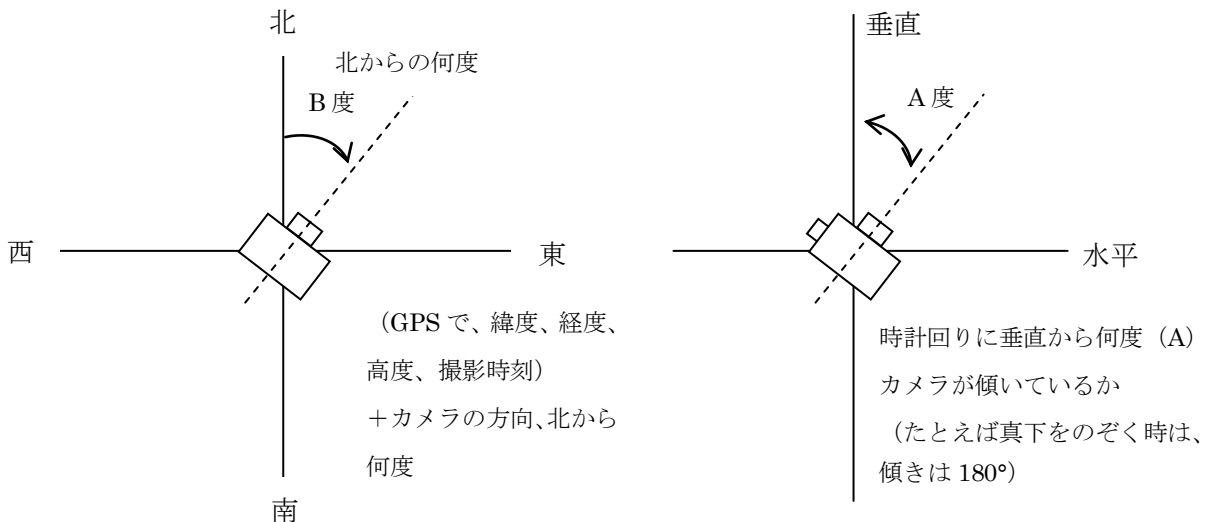 北
北からの何度
B 度
西
東
(GPS で、緯度、経度、
高度、撮影時刻)
+カメラの方向、北から
何度
南
垂直
A 度
水平
時計回りに垂直から何度(A)
カメラが傾いているか
(たとえば真下をのぞく時は、
傾きは 180°)